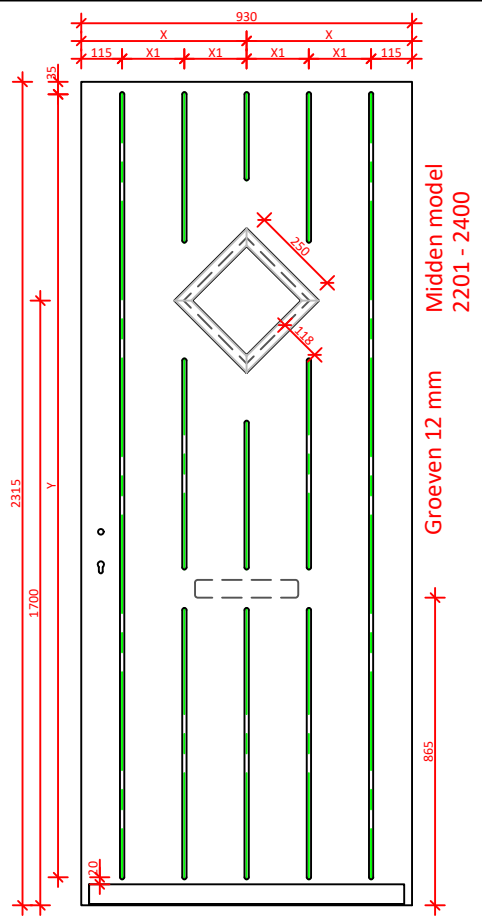 930
X X
115 X1 X1 X1 X1 115
35
250
118
Midden model
2201 - 2400
Groeven 12 mm
2315
Y
1700
865
20